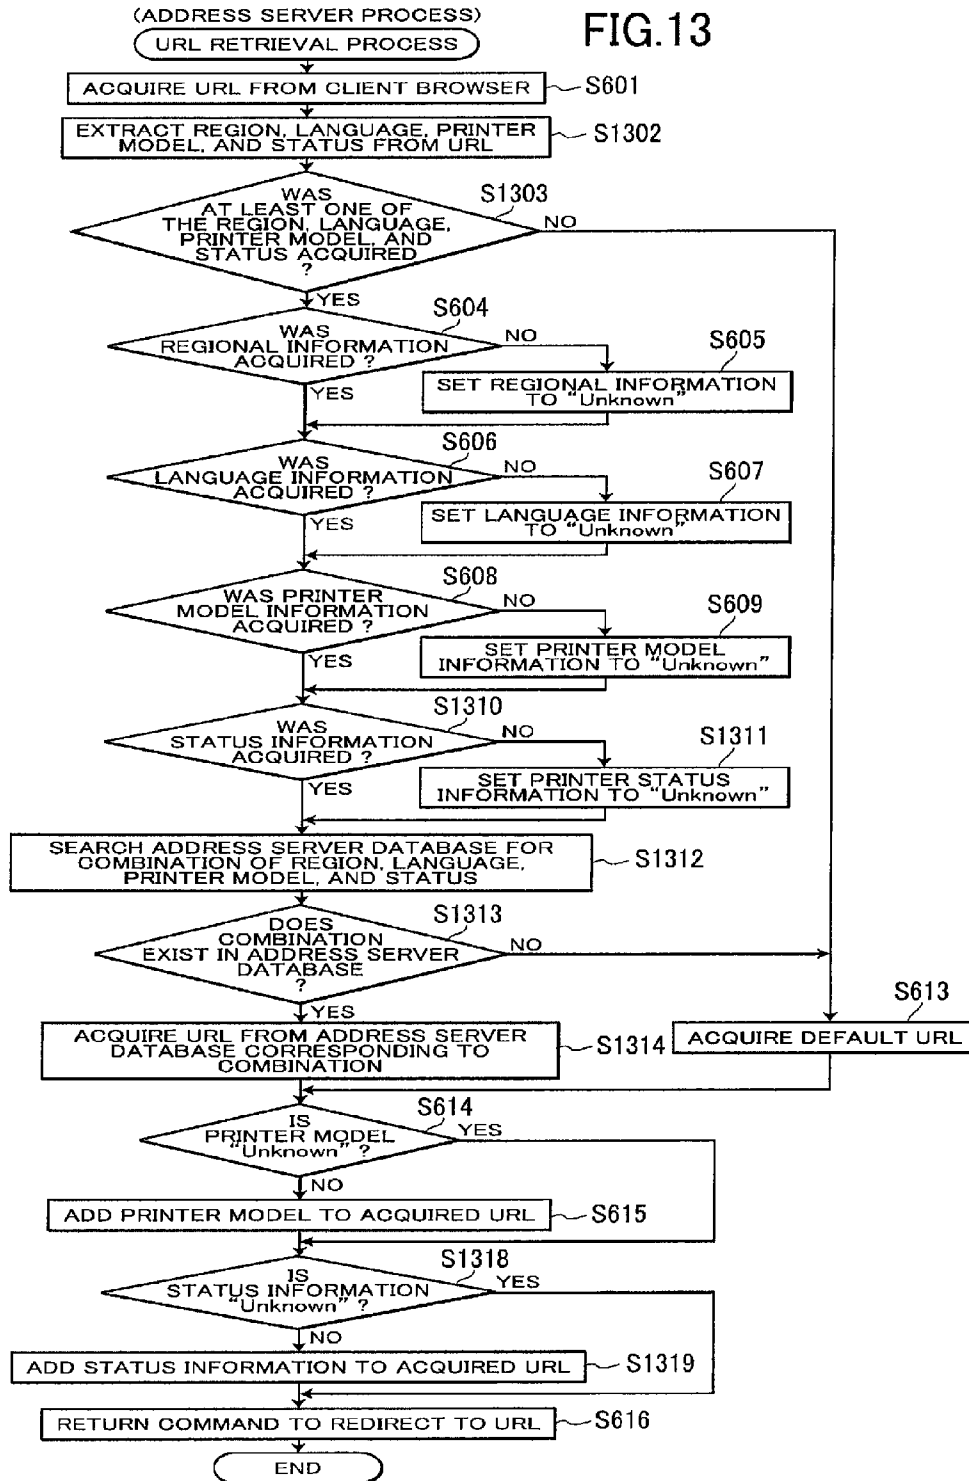 (ADDRESS SERVER PROCESS)
FIG.13
URL RETRIEVAL PROCESS
ACQUIRE URL FROM CLIENT BROWSER
S601
EXTRACT REGION, LANGUAGE, PRINTER
MODEL, AND STATUS FROM URL
S1302
WAS
AT LEAST ONE OF
THE REGION, LANGUAGE,
PRINTER MODEL, AND
STATUS ACQUIRED
?
S1303
NO
YES
WAS
REGIONAL INFORMATION
ACQUIRED ?
S604
NO
YES
S605
SET REGIONAL INFORMATION
TO “Unknown”
WAS
LANGUAGE INFORMATION
ACQUIRED ?
S606
NO
YES
S607
SET LANGUAGE INFORMATION
TO “Unknown”
WAS PRINTER
MODEL INFORMATION
ACQUIRED ?
S608
NO
YES
S609
SET PRINTER MODEL
INFORMATION TO “Unknown”
WAS
STATUS INFORMATION
ACQUIRED ?
S1310
NO
YES
S1311
SET PRINTER STATUS
INFORMATION TO “Unknown”
SEARCH ADDRESS SERVER DATABASE FOR
COMBINATION OF REGION, LANGUAGE,
PRINTER MODEL, AND STATUS
S1312
DOES
COMBINATION
EXIST IN ADDRESS SERVER
DATABASE
?
S1313
NO
YES
ACQUIRE URL FROM ADDRESS SERVER
DATABASE CORRESPONDING TO
COMBINATION
S1314
S613
ACQUIRE DEFAULT URL
IS
PRINTER MODEL
“Unknown” ?
S614
YES
NO
ADD PRINTER MODEL TO ACQUIRED URL
S615
IS
STATUS INFORMATION
“Unknown” ?
S1318
YES
NO
ADD STATUS INFORMATION TO ACQUIRED URL
S1319
RETURN COMMAND TO REDIRECT TO URL
S616
END